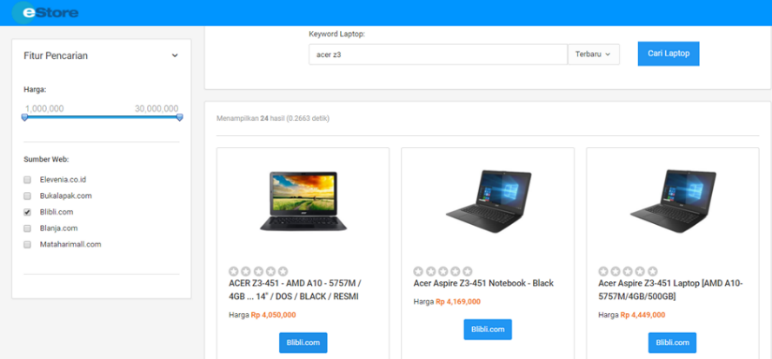 eStore
Keyword Laptop:
acer z3
Terbaru
Cari Laptop
Fitur Pencarian
Harga:
1,000,000 30,000,000
Sumber Web:
Elevenia.co.id
Bukalapak.com
Blibli.com
Blanja.com
Mataharimall.com
Menampilkan 24 hasil (0.2663 detik)
ACER Z3-451 - AMD A10 - 5757M /
4GB ... 14" / DOS / BLACK / RESMI
Harga Rp 4,050,000
Blibli.com
Acer Aspire Z3-451 Notebook - Black
Harga Rp 4,169,000
Blibli.com
Acer Aspire Z3-451 Laptop [AMD A10-
5757M/4GB/500GB]
Harga Rp 4,449,000
Blibli.com